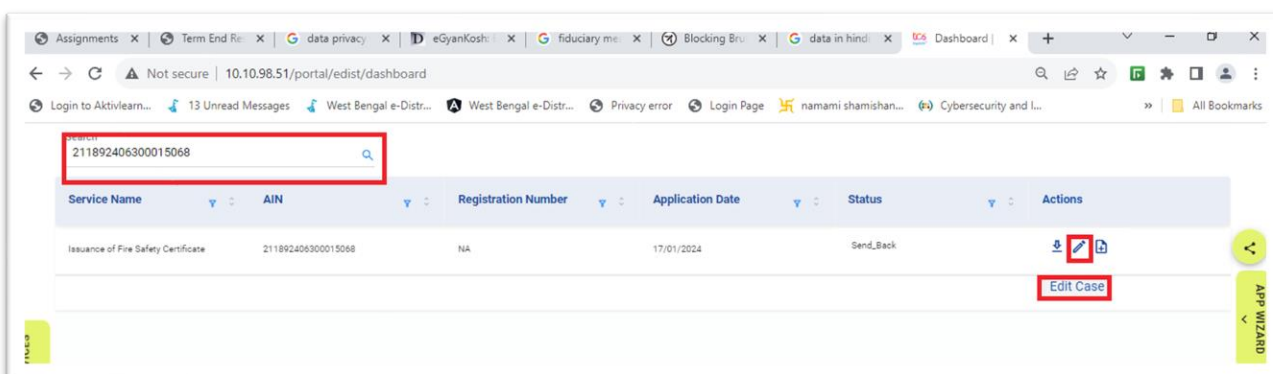 Assignments Term End Re data privacy eGyanKosh: fiduciary me Blocking Bru data in hindi Dashboard |
Not secure | 10.10.98.51/portal/edist/dashboard
Login to Aktivlearn... 13 Unread Messages West Bengal e-Distr... West Bengal e-Distr... Privacy error Login Page namami shamishan... Cybersecurity and I... » All Bookmarks
Search
211892406300015068
Service Name AIN Registration Number Application Date Status Actions
Issuance of Fire Safety Certificate 211892406300015068 NA 17/01/2024 Send_Back
Edit Case
APP WIZARD